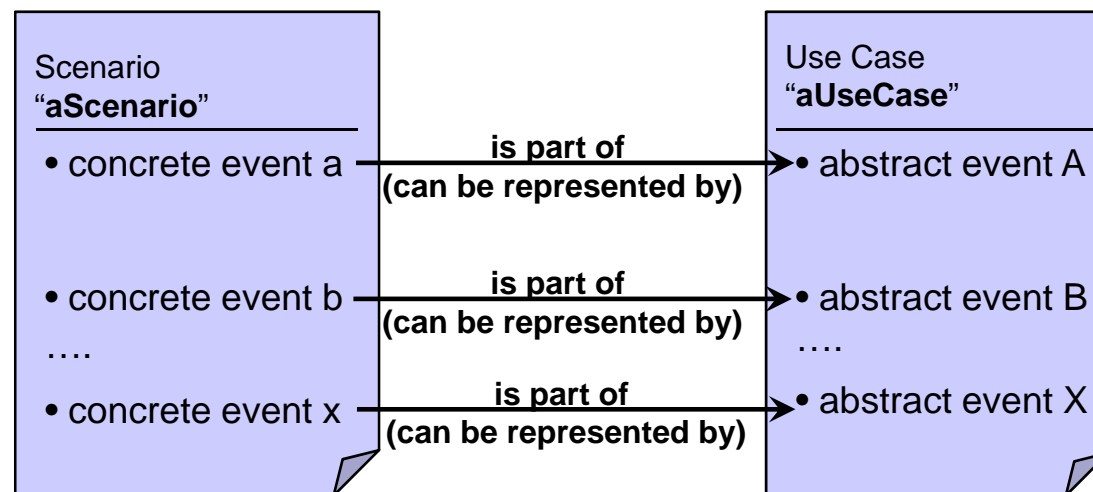 Scenario
“aScenario”
• concrete event a
• concrete event b
….
• concrete event x
is part of
(can be represented by)
is part of
(can be represented by)
is part of
(can be represented by)
Use Case
“aUseCase”
• abstract event A
• abstract event B
….
• abstract event X